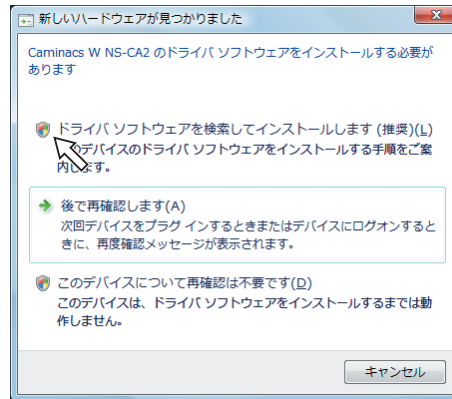 新しいハードウェアが見つかりました
Caminacs W NS-CA2 のドライバ ソフトウェアをインストールする必要が
あります
ドライバ ソフトウェアを検索してインストールします (推奨)(L)
のデバイスのドライバ ソフトウェアをインストールする手順をご案
内します。
後で再確認します(A)
次回デバイスをプラグ インするときまたはデバイスにログオンすると
きに、再度確認メッセージが表示されます。
このデバイスについて再確認は不要です(D)
このデバイスは、ドライバ ソフトウェアをインストールするまでは動
作しません。
キャンセル